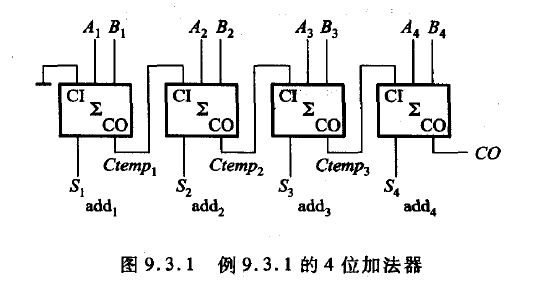 A₁ B₁ A₂ B₂ A₃ B₃ A₄ B₄
CI CI CI CI
Σ Σ Σ Σ
CO CO CO CO
Ctemp₁ Ctemp₂ Ctemp₃ CO
S₁ S₂ S₃ S₄
add₁ add₂ add₃ add₄
图 9.3.1 例 9.3.1 的 4 位加法器